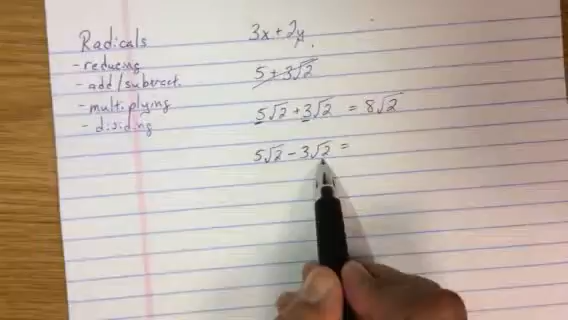 Radicals
- reducing
- add/subract.
- multiplying
- dividing
3x + 2y
5 + 3√2
5√2 + 3√2 = 8√2
5√2 - 3√2 =